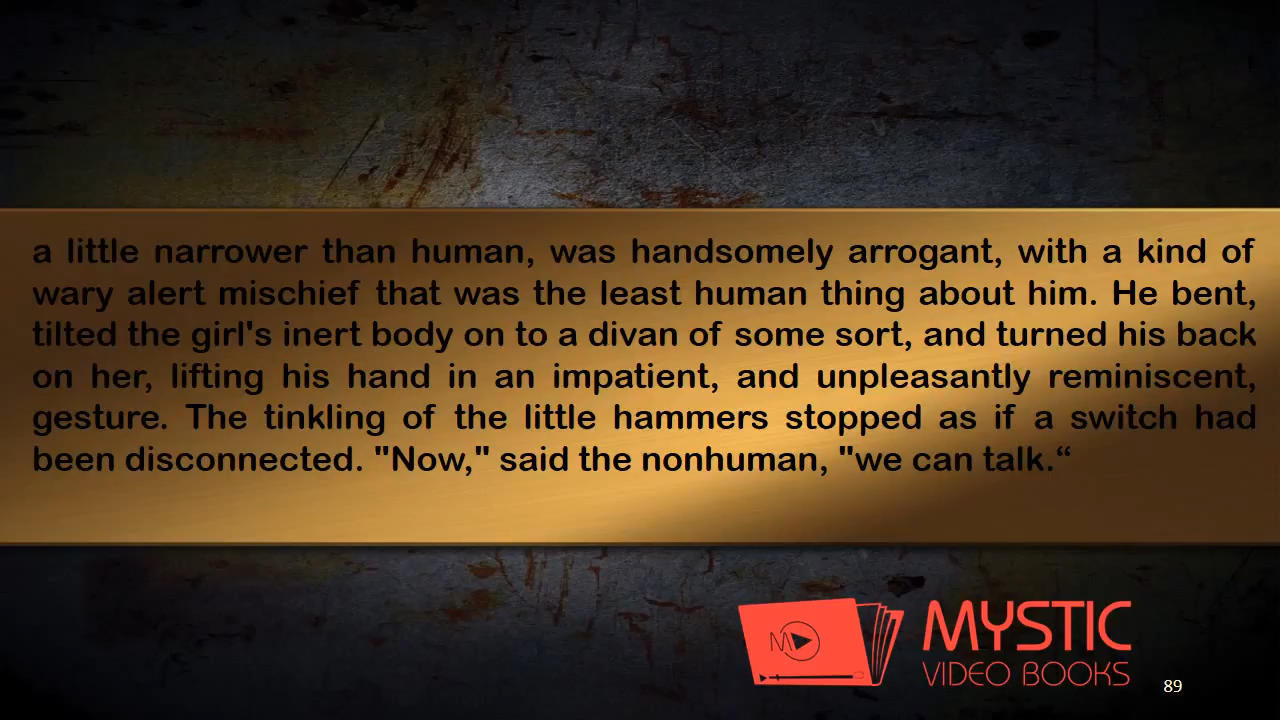 a little narrower than human, was handsomely arrogant, with a kind of
wary alert mischief that was the least human thing about him. He bent,
tilted the girl's inert body on to a divan of some sort, and turned his back
on her, lifting his hand in an impatient, and unpleasantly reminiscent,
gesture. The tinkling of the little hammers stopped as if a switch had
been disconnected. "Now," said the nonhuman, "we can talk.“
M
MYSTIC
VIDEO BOOKS
89